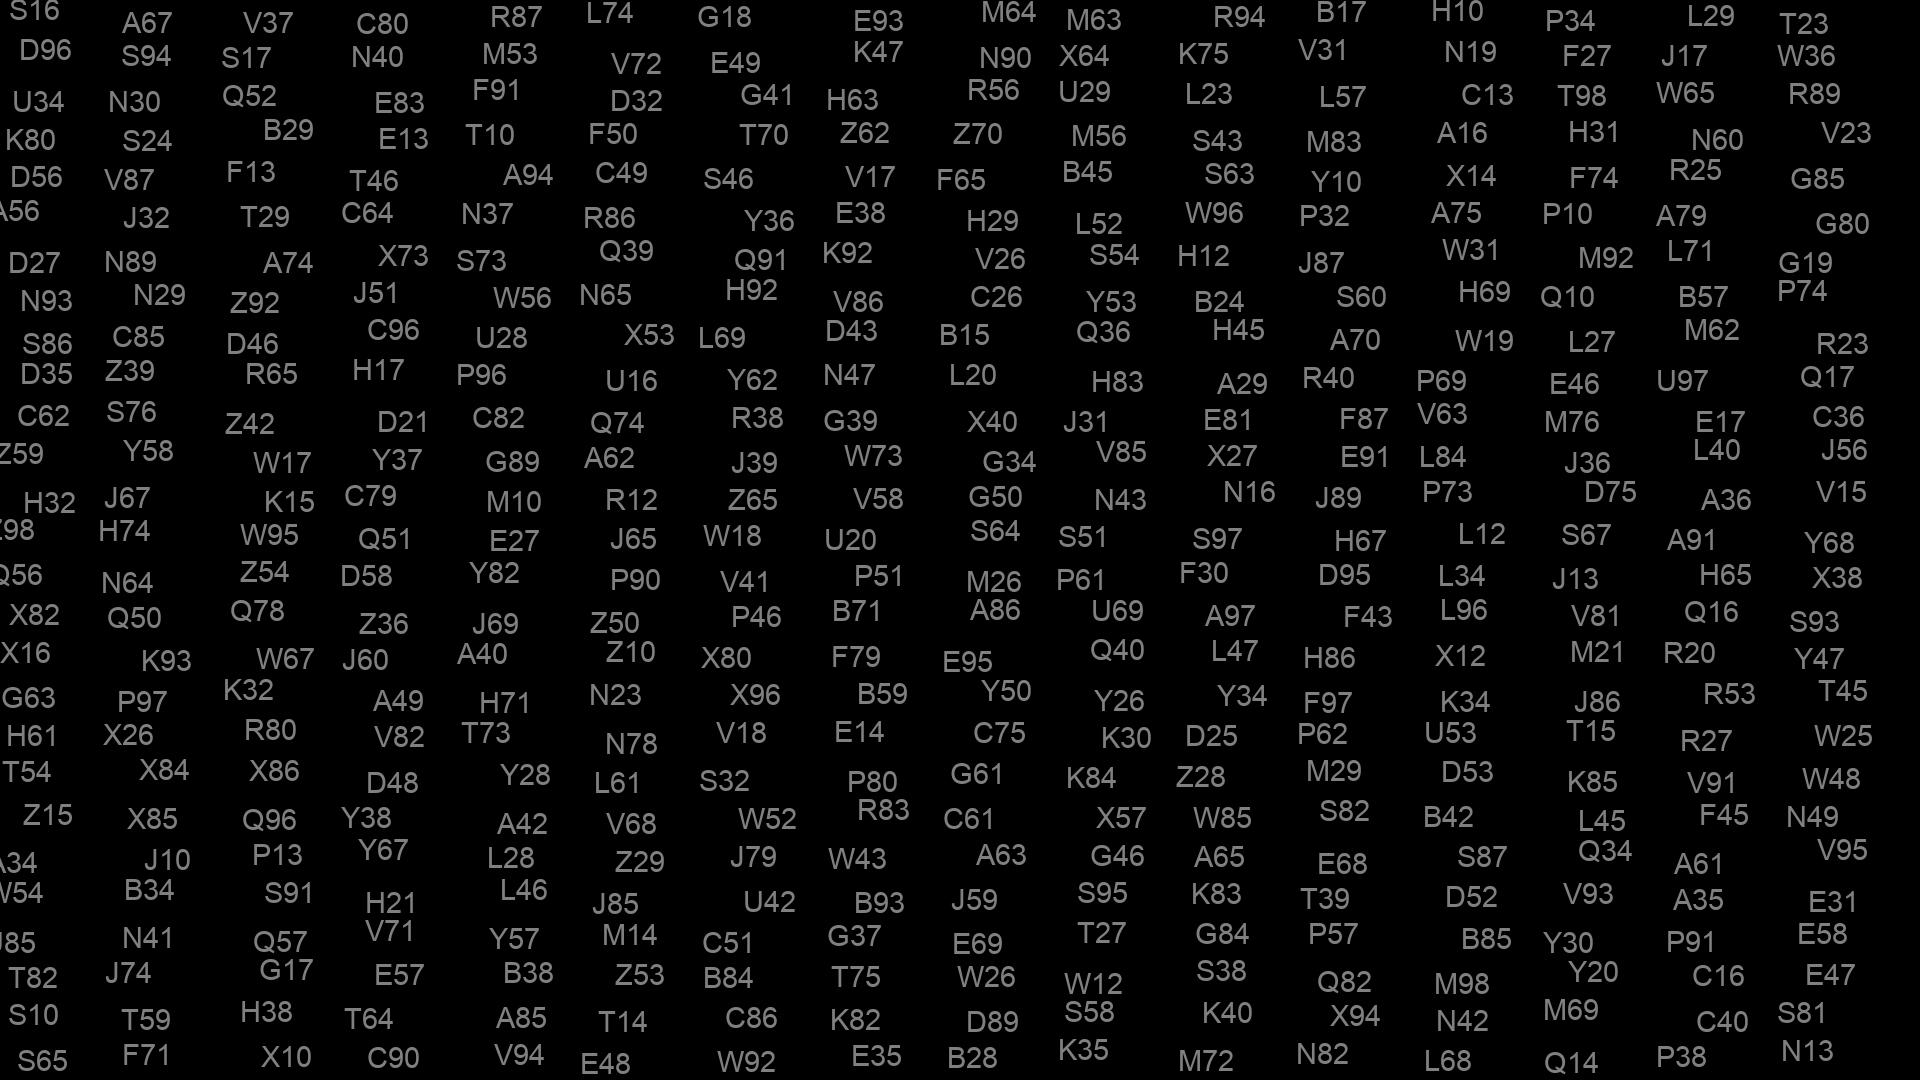 S16 A67 V37 C80 R87 L74 G18 E93 M64 M63 R94 B17 H10 P34 L29 T23
D96 S94 S17 N40 M53 V72 E49 K47 N90 X64 K75 V31 N19 F27 J17 W36
U34 N30 Q52 E83 F91 D32 G41 H63 R56 U29 L23 L57 C13 T98 W65 R89
K80 S24 B29 E13 T10 F50 T70 Z62 Z70 M56 S43 M83 A16 H31 N60 V23
D56 V87 F13 T46 A94 C49 S46 V17 F65 B45 S63 Y10 X14 F74 R25 G85
A56 J32 T29 C64 N37 R86 Y36 E38 H29 L52 W96 P32 A75 P10 A79 G80
D27 N89 A74 X73 S73 Q39 Q91 K92 V26 S54 H12 J87 W31 M92 L71 G19
N93 N29 Z92 J51 W56 N65 H92 V86 C26 Y53 B24 S60 H69 Q10 B57 P74
S86 C85 D46 C96 U28 X53 L69 D43 B15 Q36 H45 A70 W19 L27 M62 R23
D35 Z39 R65 H17 P96 U16 Y62 N47 L20 H83 A29 R40 P69 E46 U97 Q17
C62 S76 Z42 D21 C82 Q74 R38 G39 X40 J31 E81 F87 V63 M76 E17 C36
Z59 Y58 W17 Y37 G89 A62 J39 W73 G34 V85 X27 E91 L84 J36 L40 J56
H32 J67 K15 C79 M10 R12 Z65 V58 G50 N43 N16 J89 P73 D75 A36 V15
Z98 H74 W95 Q51 E27 J65 W18 U20 S64 S51 S97 H67 L12 S67 A91 Y68
Q56 N64 Z54 D58 Y82 P90 V41 P51 M26 P61 F30 D95 L34 J13 H65 X38
X82 Q50 Q78 Z36 J69 Z50 P46 B71 A86 U69 A97 F43 L96 V81 Q16 S93
X16 K93 W67 J60 A40 Z10 X80 F79 E95 Q40 L47 H86 X12 M21 R20 Y47
G63 P97 K32 A49 H71 N23 X96 B59 Y50 Y26 Y34 F97 K34 J86 R53 T45
H61 X26 R80 V82 T73 N78 V18 E14 C75 K30 D25 P62 U53 T15 R27 W25
T54 X84 X86 D48 Y28 L61 S32 P80 G61 K84 Z28 M29 D53 K85 V91 W48
Z15 X85 Q96 Y38 A42 V68 W52 R83 C61 X57 W85 S82 B42 L45 F45 N49
A34 J10 P13 Y67 L28 Z29 J79 W43 A63 G46 A65 E68 S87 Q34 A61 V95
W54 B34 S91 H21 L46 J85 U42 B93 J59 S95 K83 T39 D52 V93 A35 E31
N41 Q57 V71 Y57 M14 C51 G37 E69 T27 G84 P57 B85 Y30 P91 E58
T82 J74 G17 E57 B38 Z53 B84 T75 W26 W12 S38 Q82 M98 Y20 C16 E47
S10 T59 H38 T64 A85 T14 C86 K82 D89 S58 K40 X94 N42 M69 C40 S81
S65 F71 X10 C90 V94 E48 W92 E35 B28 K35 M72 N82 L68 Q14 P38 N13